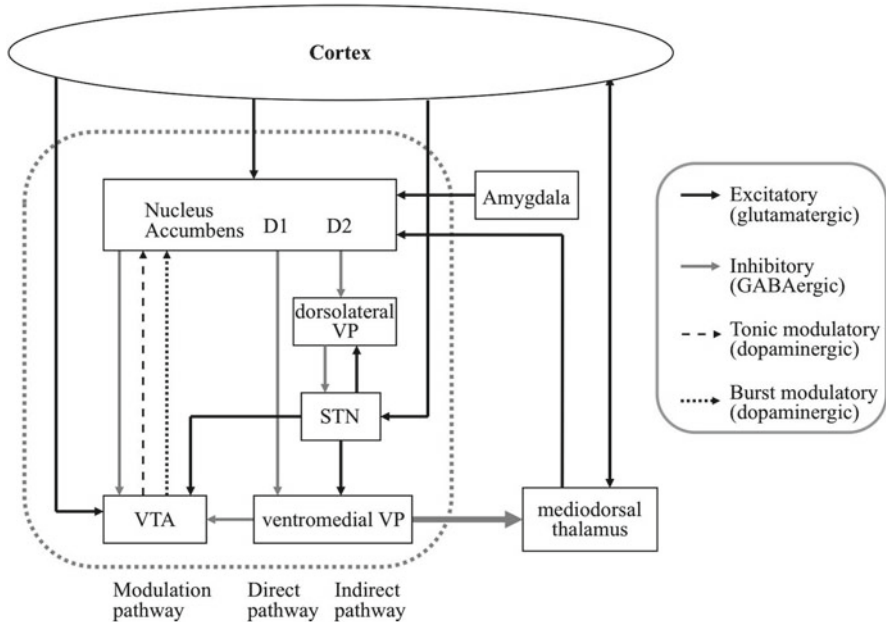 Cortex
Amygdala
Nucleus
Accumbens D1 D2
dorsolateral
VP
STN
VTA
ventromedial VP
mediodorsal
thalamus
Modulation
pathway
Direct
pathway
Indirect
pathway
Excitatory
(glutamatergic)
Inhibitory
(GABAergic)
Tonic modulatory
(dopaminergic)
Burst modulatory
(dopaminergic)